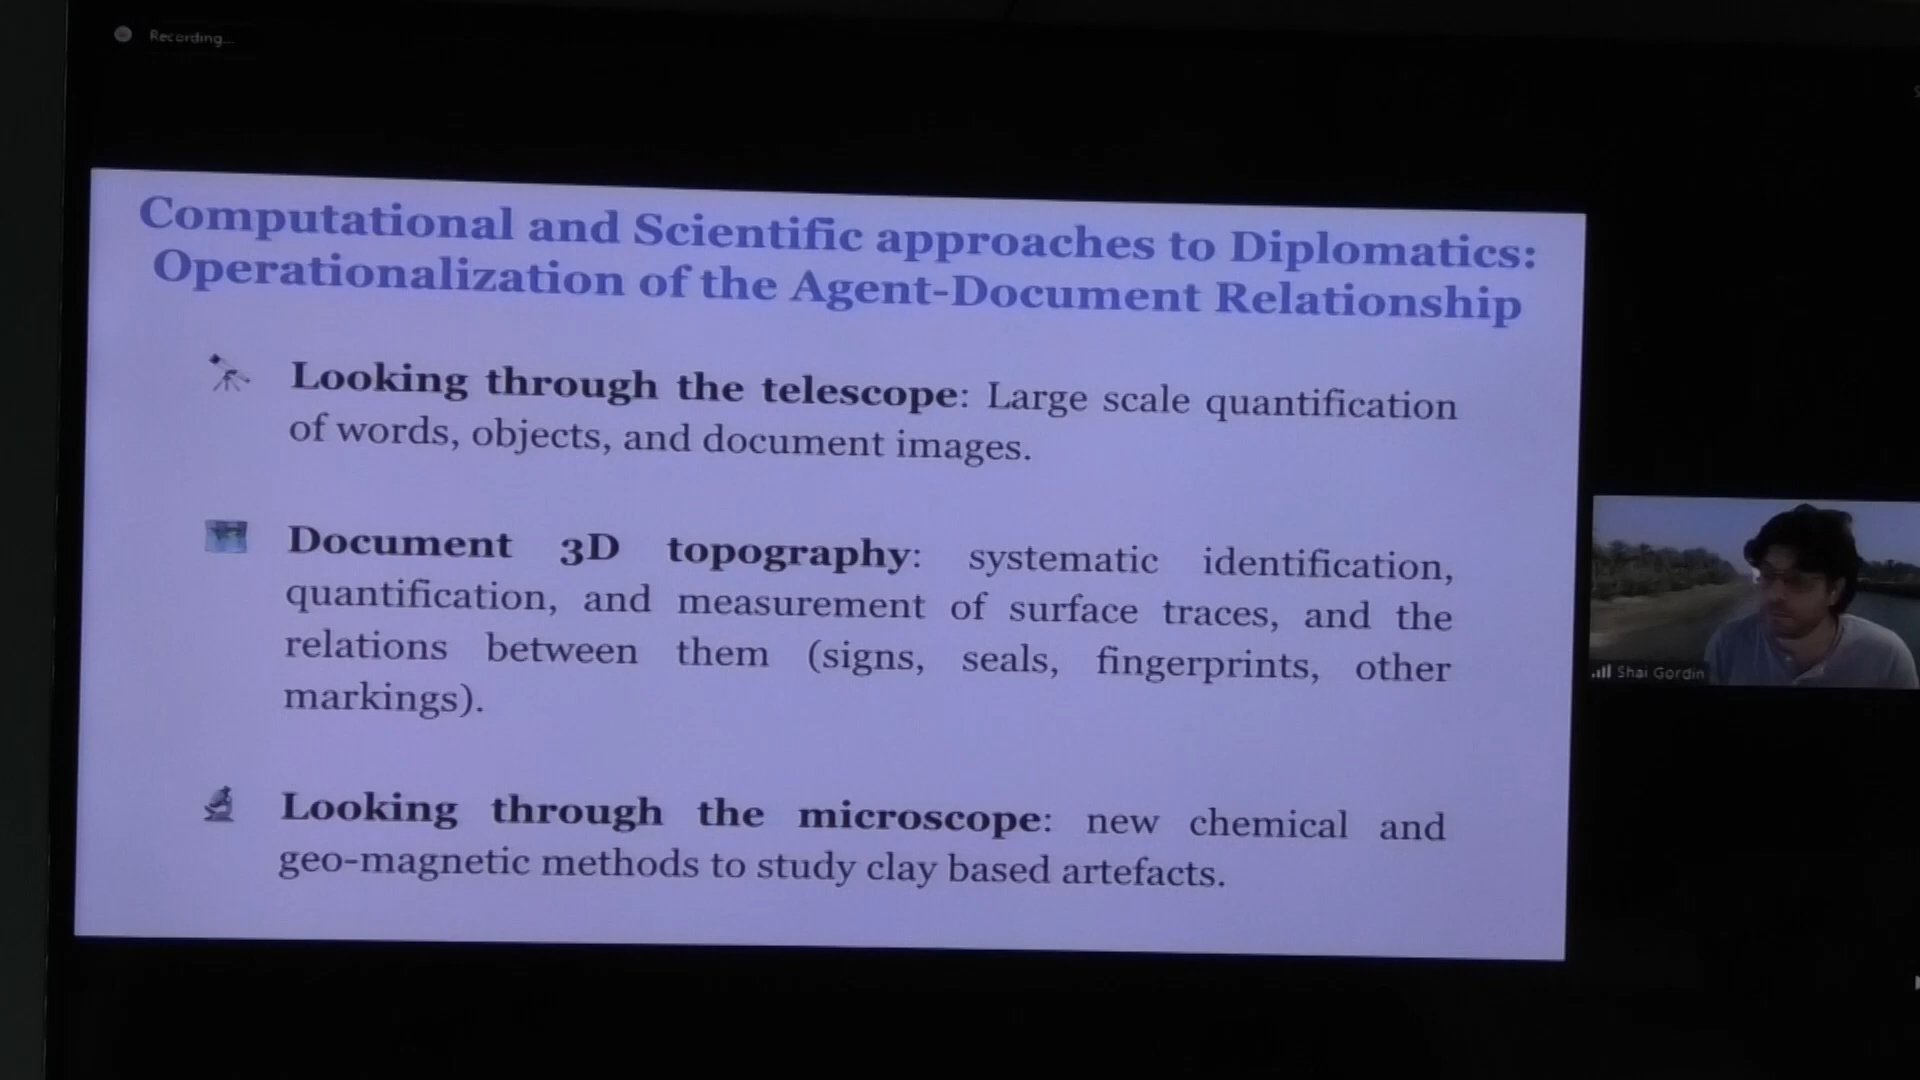 Recording...
Computational and Scientific approaches to Diplomatics:
Operationalization of the Agent-Document Relationship
Looking through the telescope: Large scale quantification
of words, objects, and document images.
Document 3D topography: systematic identification,
quantification, and measurement of surface traces, and the
relations between them (signs, seals, fingerprints, other
markings).
Looking through the microscope: new chemical and
geo-magnetic methods to study clay based artefacts.
Shai Gordin